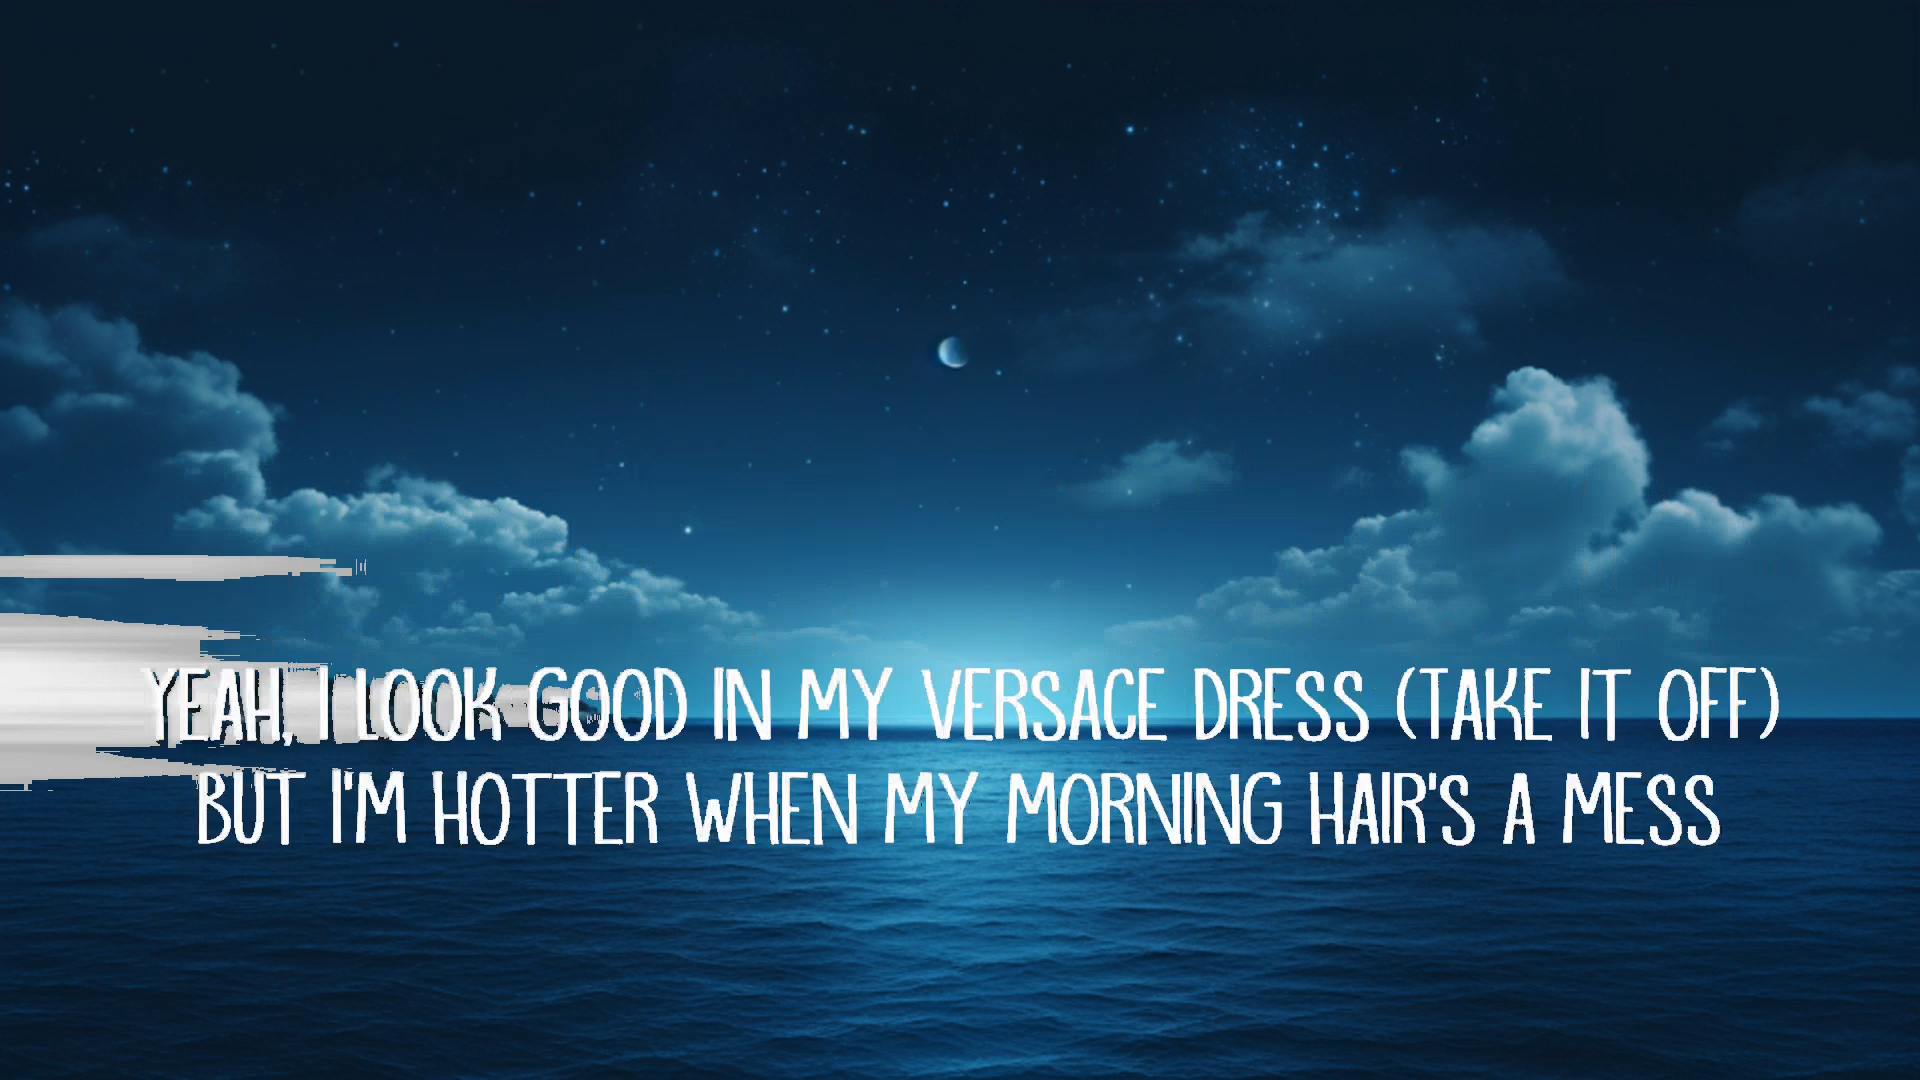 YEAH, I LOOK GOOD IN MY VERSACE DRESS (TAKE IT OFF)
BUT I'M HOTTER WHEN MY MORNING HAIR'S A MESS